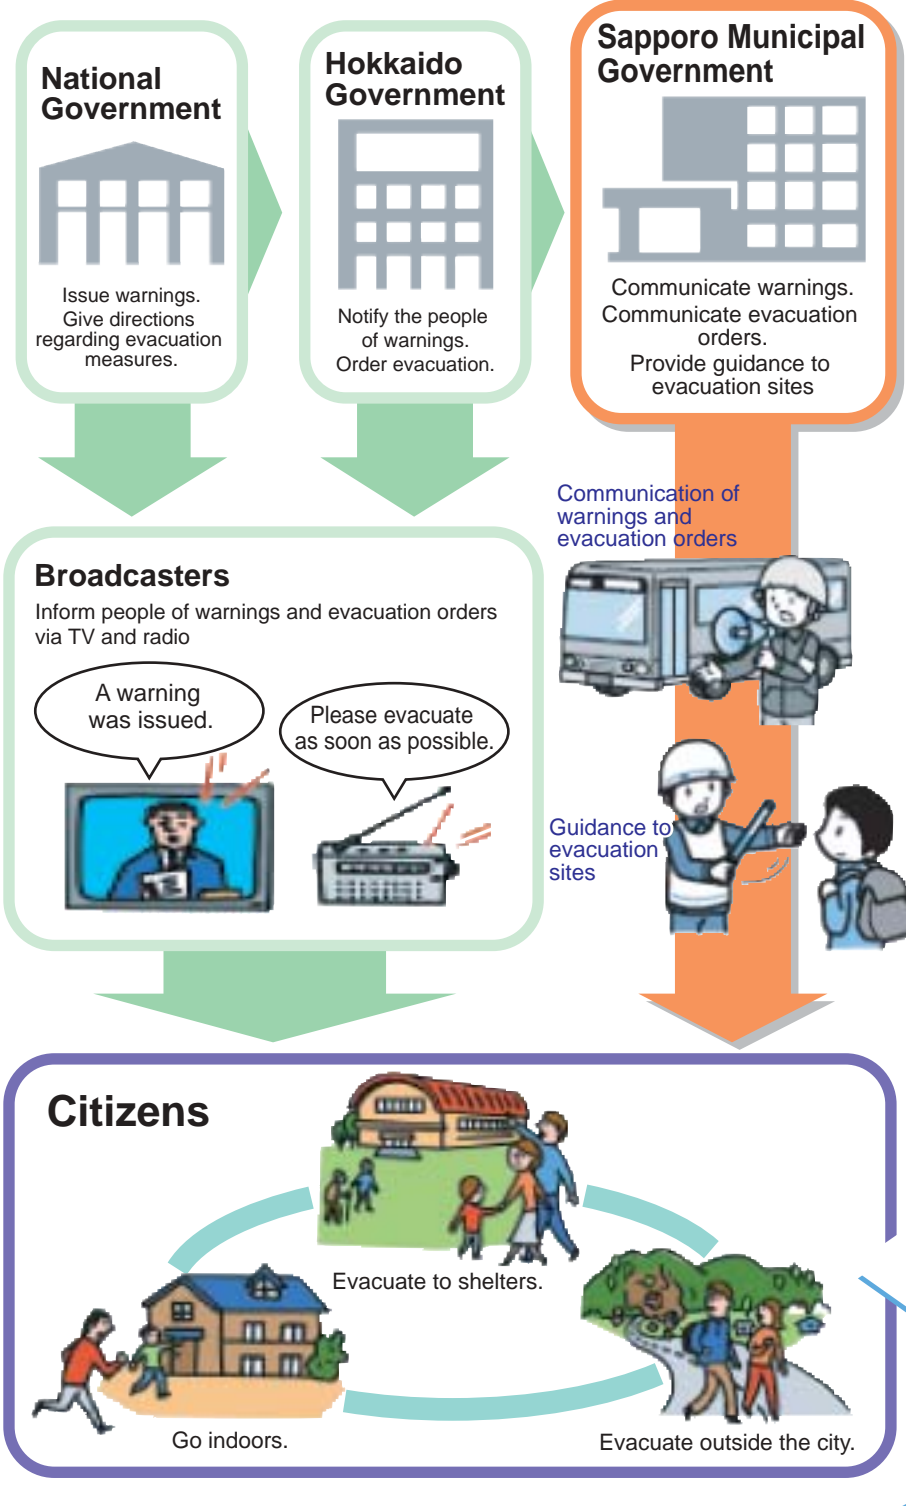 National
Government
Issue warnings.
Give directions
regarding evacuation
measures.
Hokkaido
Government
Notify the people
of warnings.
Order evacuation.
Sapporo Municipal
Government
Communicate warnings.
Communicate evacuation
orders.
Provide guidance to
evacuation sites
Communication of
warnings and
evacuation orders
Broadcasters
Inform people of warnings and evacuation orders
via TV and radio
A warning
was issued.
Please evacuate
as soon as possible.
Guidance to
evacuation
sites
Citizens
Evacuate to shelters.
Go indoors.
Evacuate outside the city.